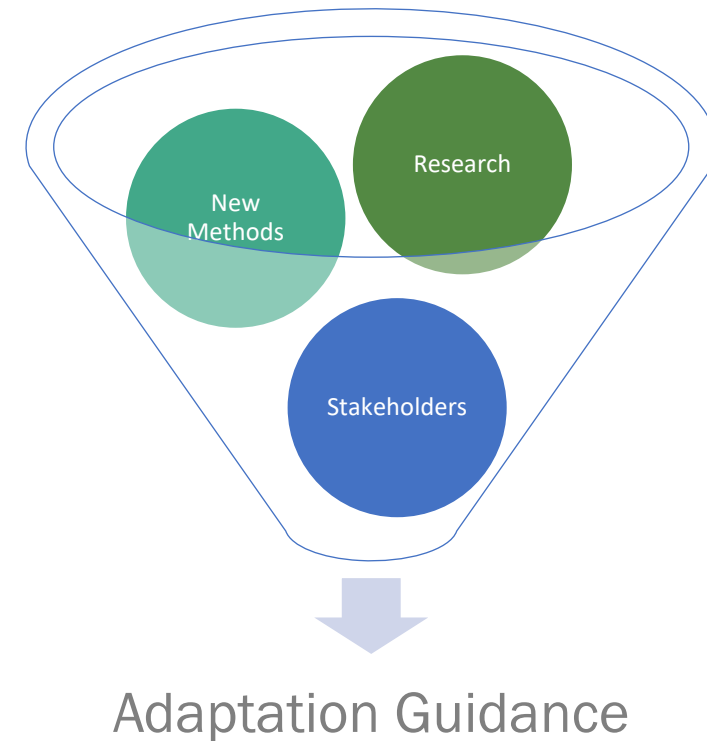 Research
New
Methods
Stakeholders
Adaptation Guidance